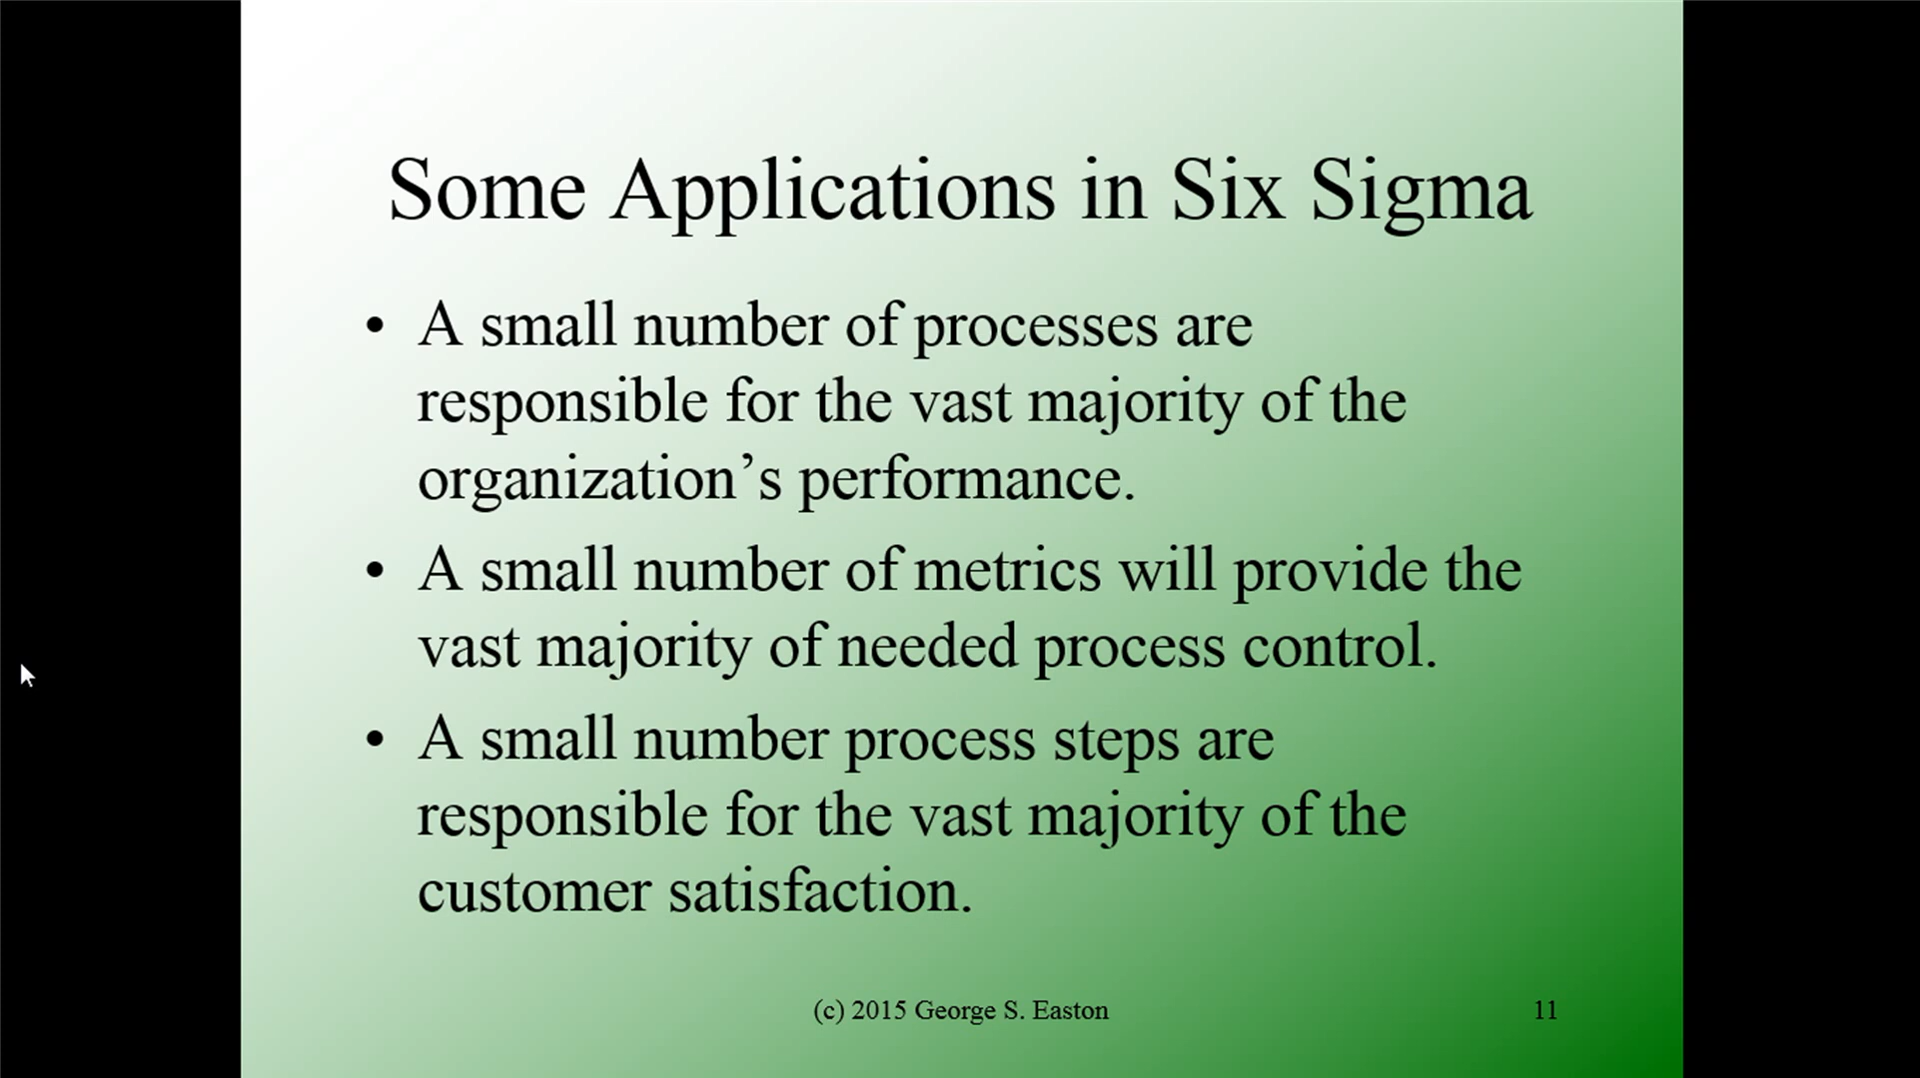 Some Applications in Six Sigma
• A small number of processes are
responsible for the vast majority of the
organization’s performance.
• A small number of metrics will provide the
vast majority of needed process control.
• A small number process steps are
responsible for the vast majority of the
customer satisfaction.
(c) 2015 George S. Easton
11